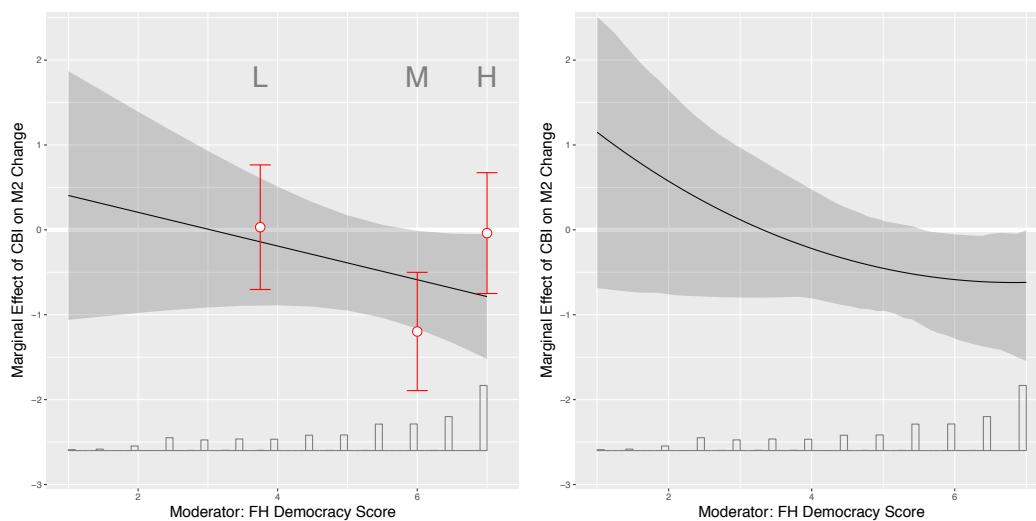 L M H
2
1
0
−1
−2
−3
2 4 6
Marginal Effect of CBI on M2 Change
Moderator: FH Democracy Score
2
1
0
−1
−2
−3
2 4 6
Marginal Effect of CBI on M2 Change
Moderator: FH Democracy Score